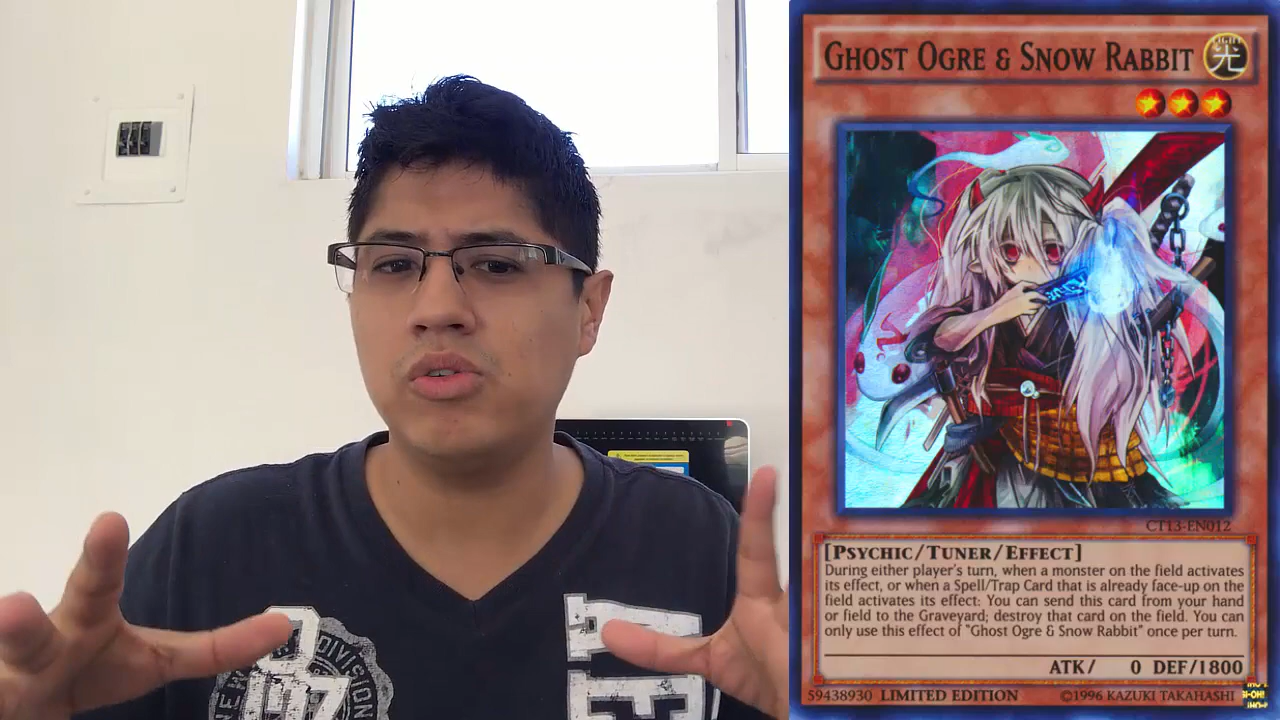 GHOST OGRE & SNOW RABBIT
LIGHT
光
CT13-EN012
[PSYCHIC/TUNER/EFFECT]
During either player's turn, when a monster on the field activates
its effect, or when a Spell/Trap Card that is already face-up on the
field activates its effect: You can send this card from your hand
or field to the Graveyard; destroy that card on the field. You can
only use this effect of "Ghost Ogre & Snow Rabbit" once per turn.
ATK/ 0 DEF/1800
59438930 LIMITED EDITION ©1996 KAZUKI TAKAHASHI
DIVISION